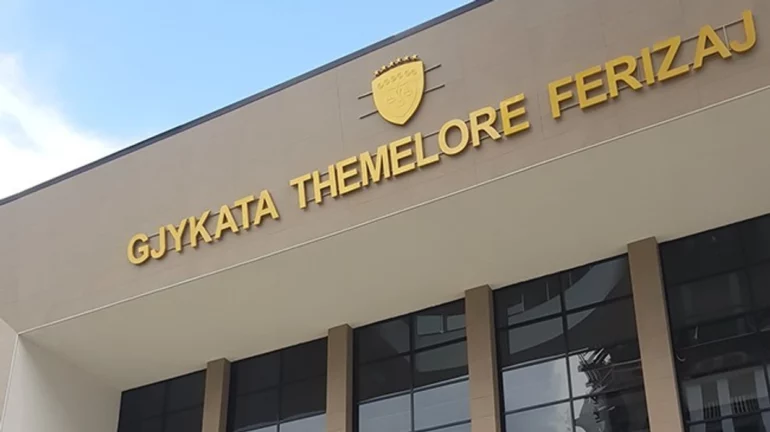 GJYKATA THEMELORE FERIZAJ